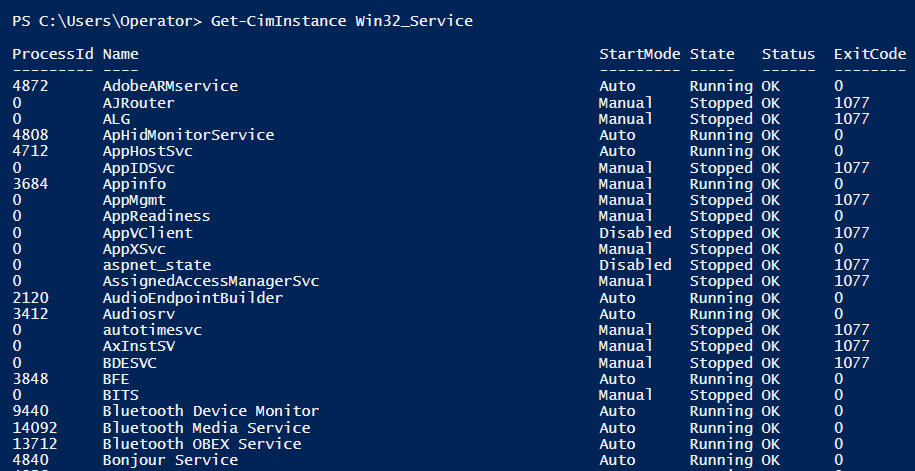 PS C:\Users\Operator> Get-CimInstance Win32_Service
ProcessId Name StartMode State Status ExitCode
--------- ---- --------- ----- ------ --------
4872 AdobeARMservice Auto Running OK 0
0 AJRouter Manual Stopped OK 1077
0 ALG Manual Stopped OK 1077
4808 ApHidMonitorService Auto Running OK 0
4712 AppHostSvc Auto Running OK 0
0 AppIDSvc Manual Stopped OK 1077
3684 Appinfo Manual Running OK 0
0 AppMgmt Manual Stopped OK 1077
0 AppReadiness Manual Stopped OK 0
0 AppVClient Disabled Stopped OK 1077
0 AppXSvc Manual Stopped OK 0
0 aspnet_state Disabled Stopped OK 1077
0 AssignedAccessManagerSvc Manual Stopped OK 1077
2120 AudioEndpointBuilder Auto Running OK 0
3412 Audiosrv Auto Running OK 0
0 autotimesvc Manual Stopped OK 1077
0 AxInstSV Manual Stopped OK 1077
0 BDESVC Manual Stopped OK 1077
3848 BFE Auto Running OK 0
0 BITS Manual Stopped OK 0
9440 Bluetooth Device Monitor Auto Running OK 0
14092 Bluetooth Media Service Auto Running OK 0
13712 Bluetooth OBEX Service Auto Running OK 0
4840 Bonjour Service Auto Running OK 0